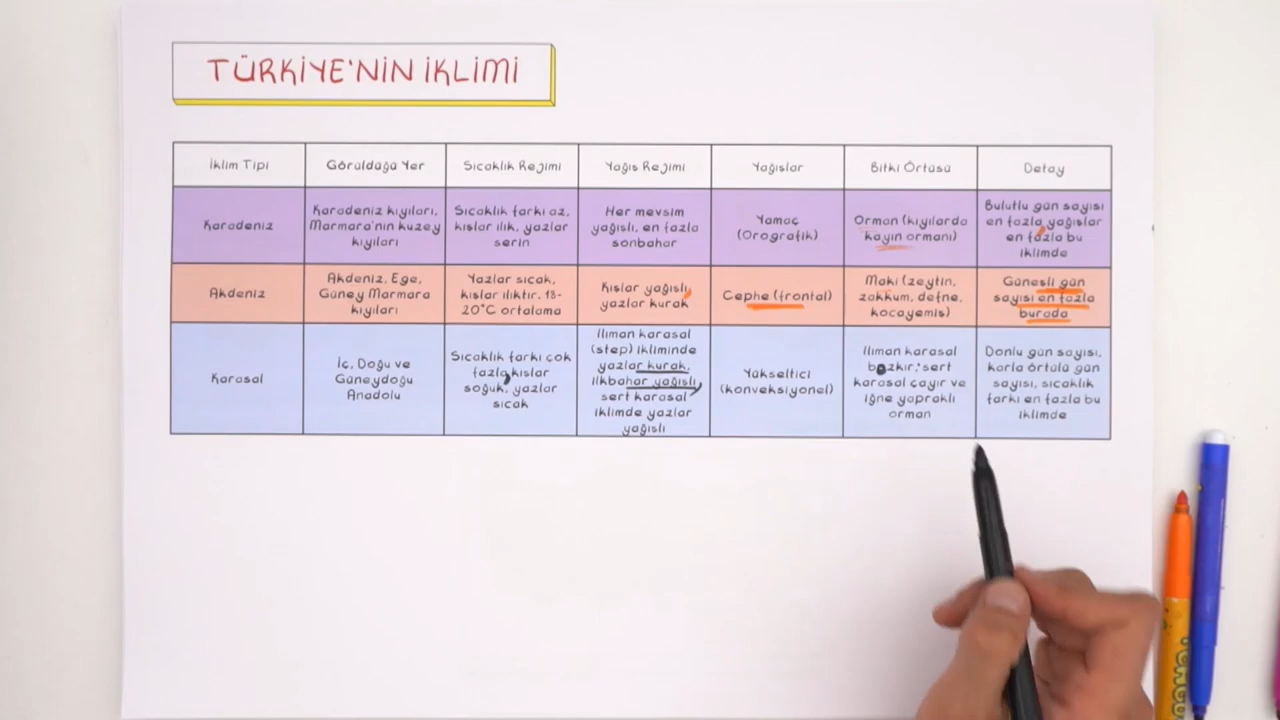 TÜRKİYE'NİN İKLİMİ
İklim Tipi
Görüldüğü Yer
Sıcaklık Rejimi
Yağış Rejimi
Yağışlar
Bitki Örtüsü
Detay
Karadeniz
Karadeniz kıyıları,
Marmara'nın kuzey
kıyıları
Sıcaklık farkı az,
kışlar ılık, yazlar
serin
Her mevsim
yağışlı, en fazla
sonbahar
Yamaç
(Orografik)
Orman (kıyılarda
kayın ormanı)
Bulutlu gün sayısı
en fazla yağışlar
en fazla bu
iklimde
Akdeniz
Akdeniz, Ege,
Güney Marmara
kıyıları
Yazlar sıcak,
kışlar ılıktır. 18-
20°C ortalama
Kışlar yağışlı,
yazlar kurak
Cephe (frontal)
Maki (zeytin,
zakkum, defne,
kocayemiş)
Güneşli gün
sayısı en fazla
burada
Karasal
İç, Doğu ve
Güneydoğu
Anadolu
Sıcaklık farkı çok
fazla, kışlar
soğuk, yazlar
sıcak
Ilıman karasal
(step) ikliminde
yazlar kurak,
ilkbahar yağışlı,
sert karasal
iklimde yazlar
yağışlı
Yükseltici
(konveksiyonel)
Ilıman karasal
bozkır, sert
karasal çayır ve
iğne yapraklı
orman
Donlu gün sayısı,
karla örtülü gün
sayısı, sıcaklık
farkı en fazla bu
iklimde